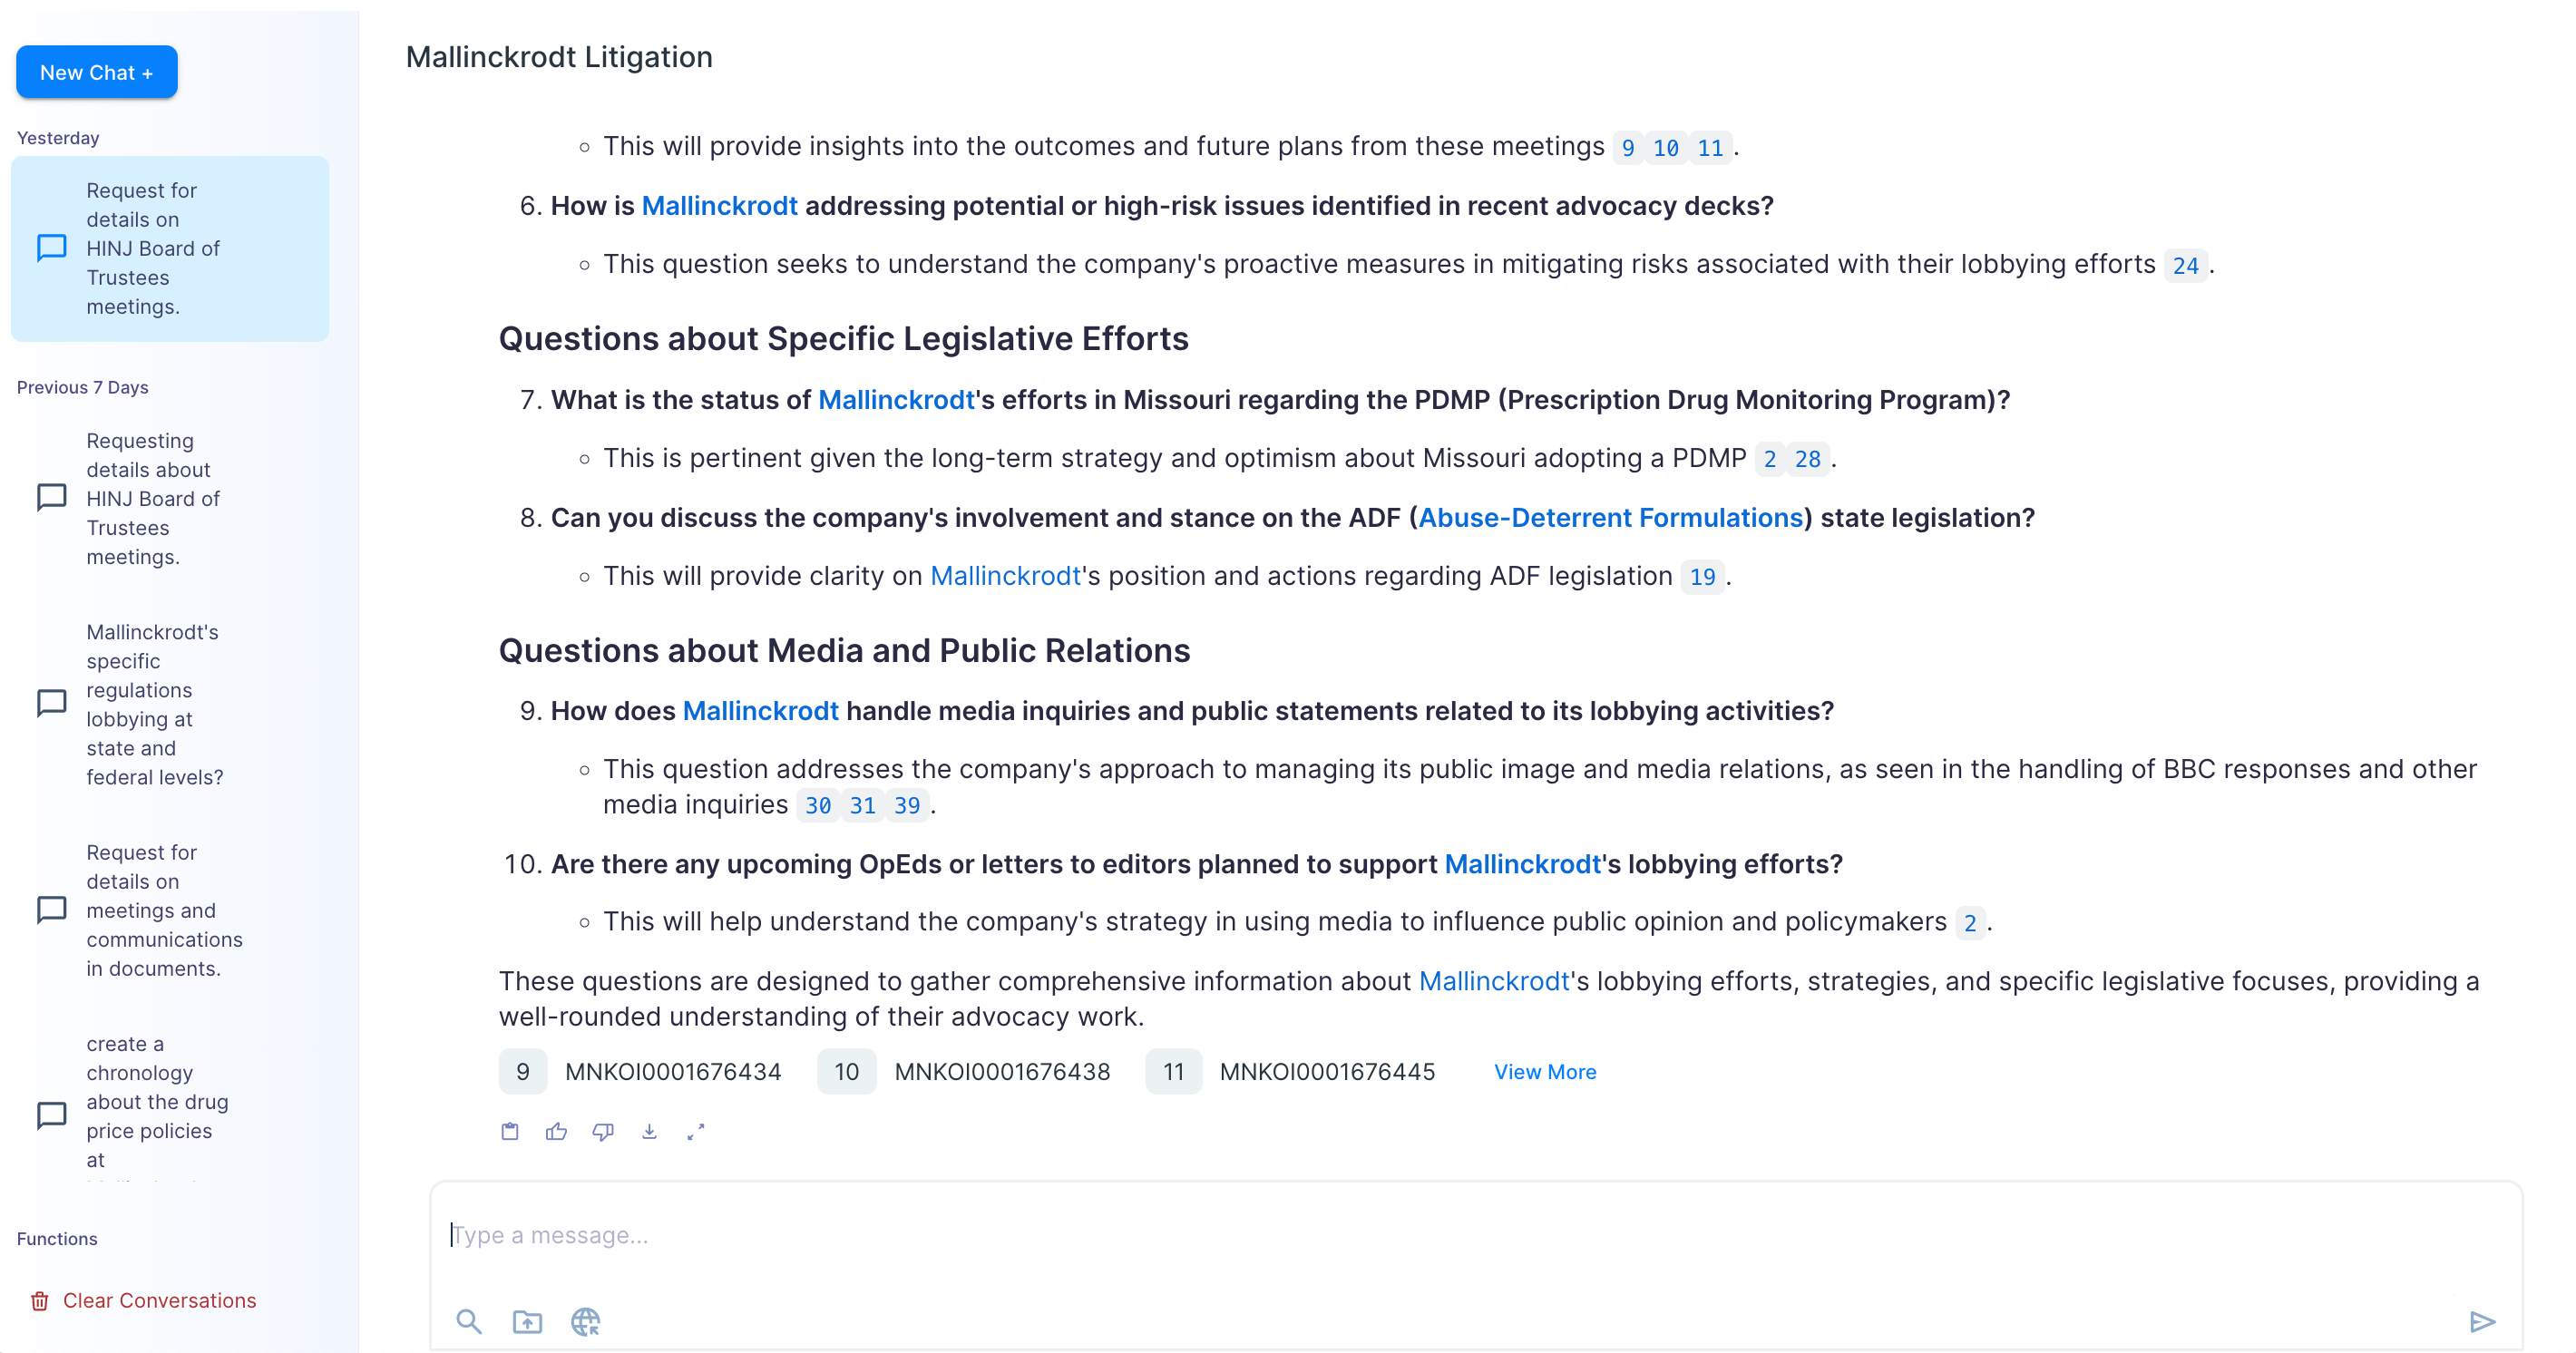 New Chat +
Yesterday
Request for
details on
HINJ Board of
Trustees
meetings.
Previous 7 Days
Requesting
details about
HINJ Board of
Trustees
meetings.
Mallinckrodt's
specific
regulations
lobbying at
state and
federal levels?
Request for
details on
meetings and
communications
in documents.
create a
chronology
about the drug
price policies
at
Functions
Clear Conversations
Mallinckrodt Litigation
This will provide insights into the outcomes and future plans from these meetings 9 10 11.
6. How is Mallinckrodt addressing potential or high-risk issues identified in recent advocacy decks?
This question seeks to understand the company's proactive measures in mitigating risks associated with their lobbying efforts 24.
Questions about Specific Legislative Efforts
7. What is the status of Mallinckrodt's efforts in Missouri regarding the PDMP (Prescription Drug Monitoring Program)?
This is pertinent given the long-term strategy and optimism about Missouri adopting a PDMP 2 28.
8. Can you discuss the company's involvement and stance on the ADF (Abuse-Deterrent Formulations) state legislation?
This will provide clarity on Mallinckrodt's position and actions regarding ADF legislation 19.
Questions about Media and Public Relations
9. How does Mallinckrodt handle media inquiries and public statements related to its lobbying activities?
This question addresses the company's approach to managing its public image and media relations, as seen in the handling of BBC responses and other
media inquiries 30 31 39.
10. Are there any upcoming OpEds or letters to editors planned to support Mallinckrodt's lobbying efforts?
This will help understand the company's strategy in using media to influence public opinion and policymakers 2.
These questions are designed to gather comprehensive information about Mallinckrodt's lobbying efforts, strategies, and specific legislative focuses, providing a
well-rounded understanding of their advocacy work.
9 MNKOI0001676434 10 MNKOI0001676438 11 MNKOI0001676445 View More
Type a message...